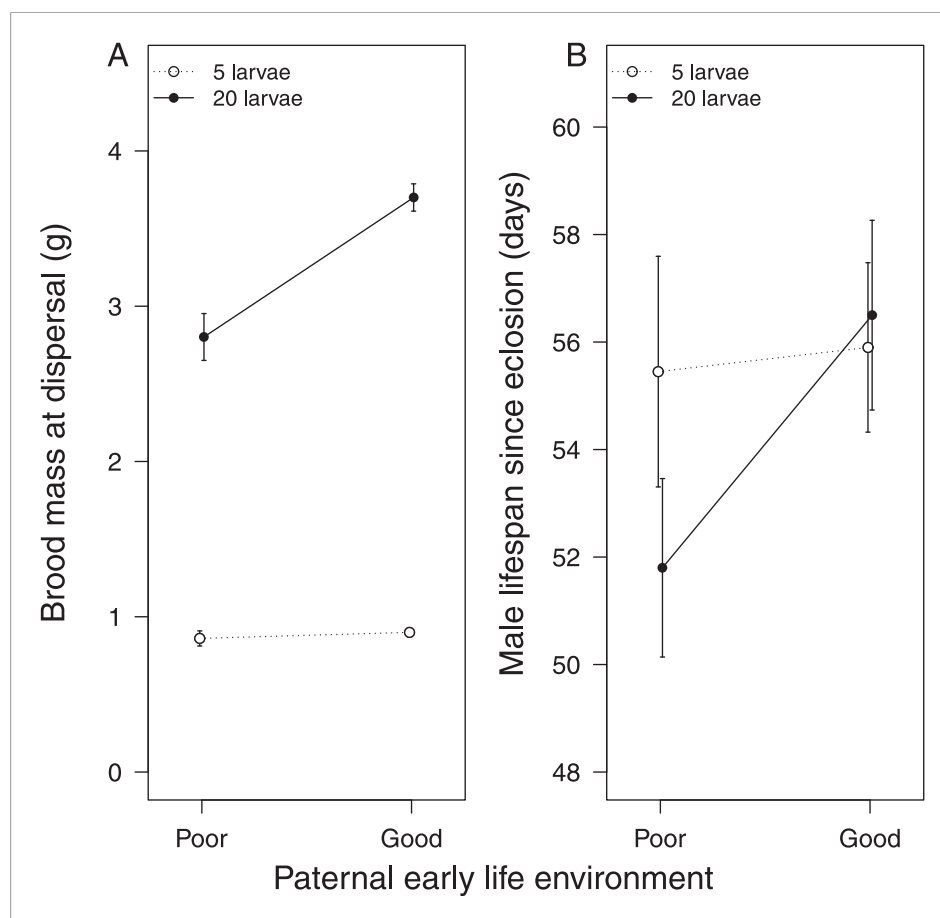 A
5 larvae
20 larvae
Brood mass at dispersal (g)
4
3
2
1
0
Poor
Good
B
5 larvae
20 larvae
Male lifespan since eclosion (days)
60
58
56
54
52
50
48
Poor
Good
Paternal early life environment